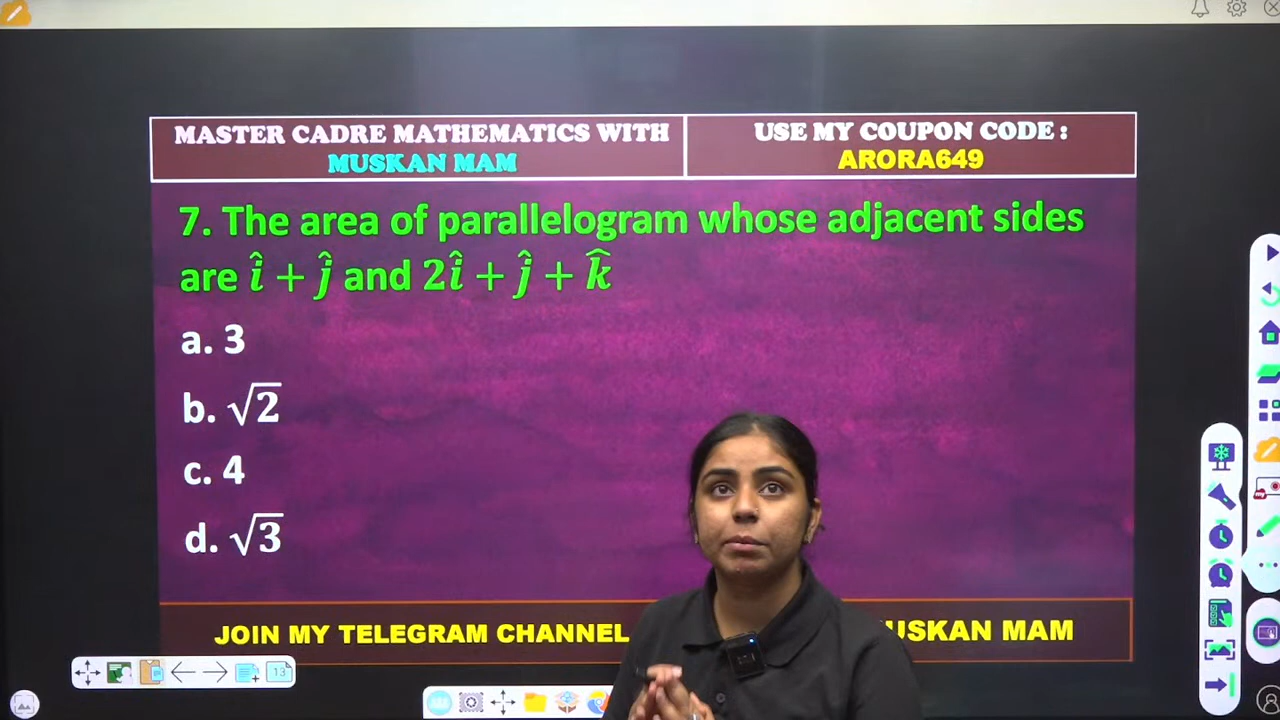 MASTER CADRE MATHEMATICS WITH
MUSKAN MAM
USE MY COUPON CODE :
ARORA649
7. The area of parallelogram whose adjacent sides
are î + ĵ and 2î + ĵ + k̂
a. 3
b. √2
c. 4
d. √3
JOIN MY TELEGRAM CHANNEL
USKAN MAM
13